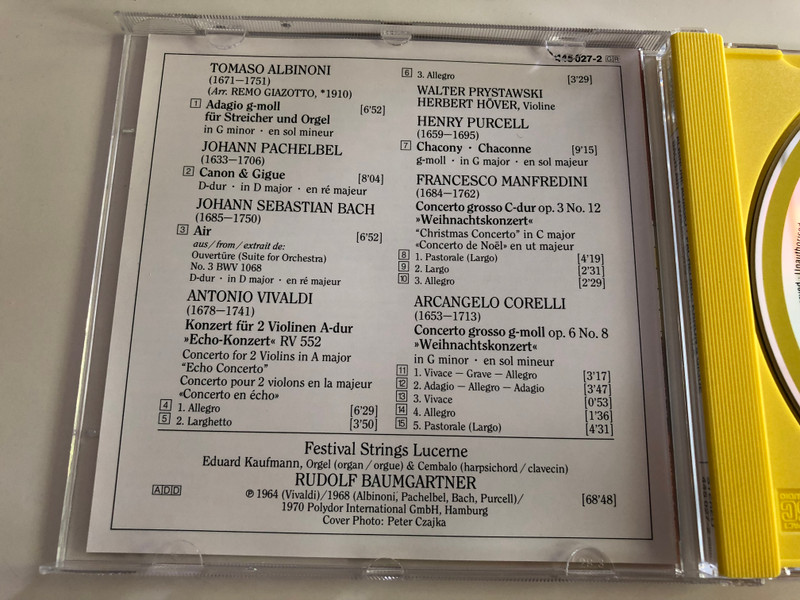 TOMASO ALBINONI
(1671—1751)
(Arr. REMO GIAZOTTO, *1910)
1 Adagio g-moll [6'52]
für Streicher und Orgel
in G minor · en sol mineur
JOHANN PACHELBEL
(1633—1706)
2 Canon & Gigue [8'04]
D-dur · in D major · en ré majeur
JOHANN SEBASTIAN BACH
(1685—1750)
3 Air [6'52]
aus/from/extrait de:
Ouvertüre (Suite for Orchestra)
No. 3 BWV 1068
D-dur · in D major · en ré majeur
ANTONIO VIVALDI
(1678—1741)
Konzert für 2 Violinen A-dur
»Echo-Konzert« RV 552
Concerto for 2 Violins in A major
“Echo Concerto”
Concerto pour 2 violons en la majeur
«Concerto en écho»
4 1. Allegro [6'29]
5 2. Larghetto [3'50]
027-2 GH
6 3. Allegro [3'29]
WALTER PRYSTAWSKI
HERBERT HÖVER, Violine
HENRY PURCELL
(1659—1695)
7 Chacony · Chaconne [9'15]
g-moll · in G major · en sol majeur
FRANCESCO MANFREDINI
(1684—1762)
Concerto grosso C-dur op. 3 No. 12
»Weihnachtskonzert«
“Christmas Concerto” in C major
«Concerto de Noël» en ut majeur
8 1. Pastorale (Largo) [4'19]
9 2. Largo [2'31]
10 3. Allegro [2'29]
ARCANGELO CORELLI
(1653—1713)
Concerto grosso g-moll op. 6 No. 8
»Weihnachtskonzert«
in G minor · en sol mineur
11 1. Vivace — Grave — Allegro [3'17]
12 2. Adagio — Allegro — Adagio [3'47]
13 3. Vivace [0'53]
14 4. Allegro [1'36]
15 5. Pastorale (Largo) [4'31]
Festival Strings Lucerne
Eduard Kaufmann, Orgel (organ/orgue) & Cembalo (harpsichord/clavecin)
RUDOLF BAUMGARTNER
ADD
℗ 1964 (Vivaldi)/1968 (Albinoni, Pachelbel, Bach, Purcell)/ [68'48]
1970 Polydor International GmbH, Hamburg
Cover Photo: Peter Czajka